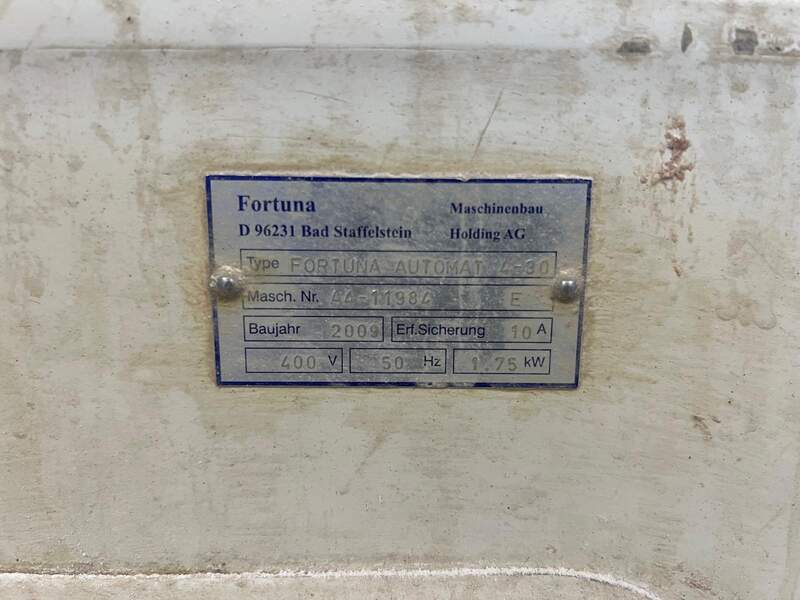 Fortuna Maschinenbau
D 96231 Bad Staffelstein Holding AG
Type FORTUNA AUTOMAT 4-30
Masch. Nr. A4-11984 E
Baujahr 2009 Erf.Sicherung 10 A
400 V 50 Hz 1.75 kW